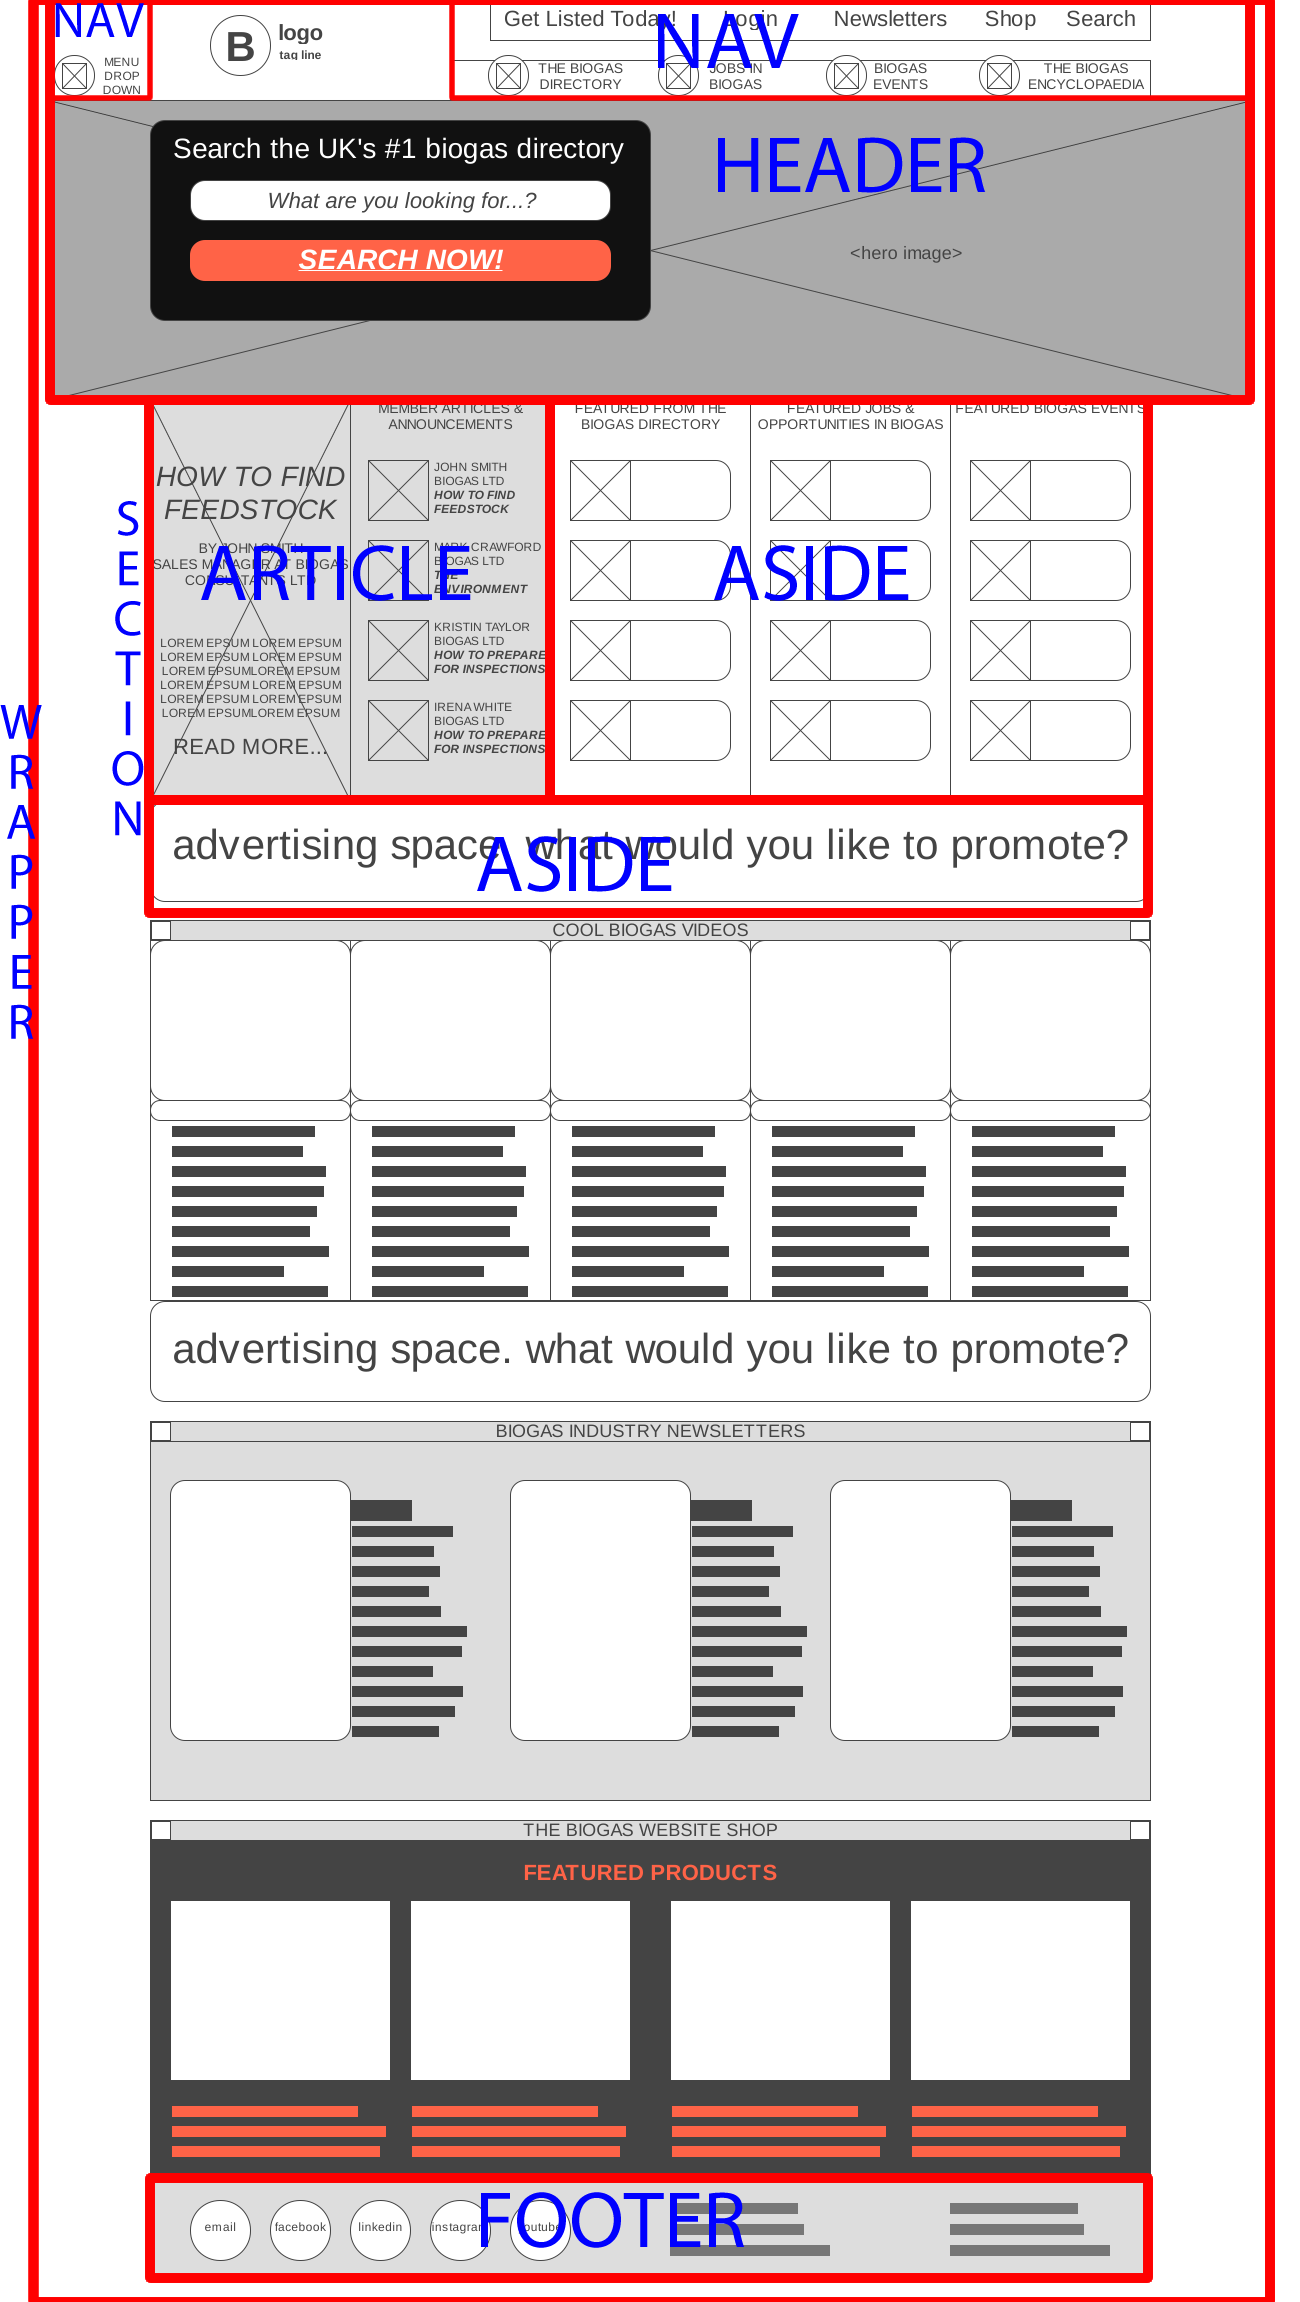 NAV
MENU
DROP
DOWN
B
logo
tag line
Get Listed Today! Login Newsletters Shop Search
NAV
THE BIOGAS
DIRECTORY
JOBS IN
BIOGAS
BIOGAS
EVENTS
THE BIOGAS
ENCYCLOPAEDIA
Search the UK's #1 biogas directory
What are you looking for...?
SEARCH NOW!
HEADER
<hero image>
WRAPPER
SECTION
HOW TO FIND
FEEDSTOCK
BY JOHN SMITH
SALES MANAGER AT BIOGAS
CONSULTANTS LTD
LOREM EPSUM LOREM EPSUM
LOREM EPSUM LOREM EPSUM
LOREM EPSUMLOREM EPSUM
LOREM EPSUM LOREM EPSUM
LOREM EPSUM LOREM EPSUM
LOREM EPSUMLOREM EPSUM
READ MORE...
ARTICLE
MEMBER ARTICLES &
ANNOUNCEMENTS
JOHN SMITH
BIOGAS LTD
HOW TO FIND
FEEDSTOCK
MARK CRAWFORD
BIOGAS LTD
THE
ENVIRONMENT
KRISTIN TAYLOR
BIOGAS LTD
HOW TO PREPARE
FOR INSPECTIONS
IRENA WHITE
BIOGAS LTD
HOW TO PREPARE
FOR INSPECTIONS
FEATURED FROM THE
BIOGAS DIRECTORY
FEATURED JOBS &
OPPORTUNITIES IN BIOGAS
FEATURED BIOGAS EVENTS
ASIDE
advertising space. what would you like to promote?
ASIDE
COOL BIOGAS VIDEOS
advertising space. what would you like to promote?
BIOGAS INDUSTRY NEWSLETTERS
THE BIOGAS WEBSITE SHOP
FEATURED PRODUCTS
email facebook linkedin instagram youtube
FOOTER